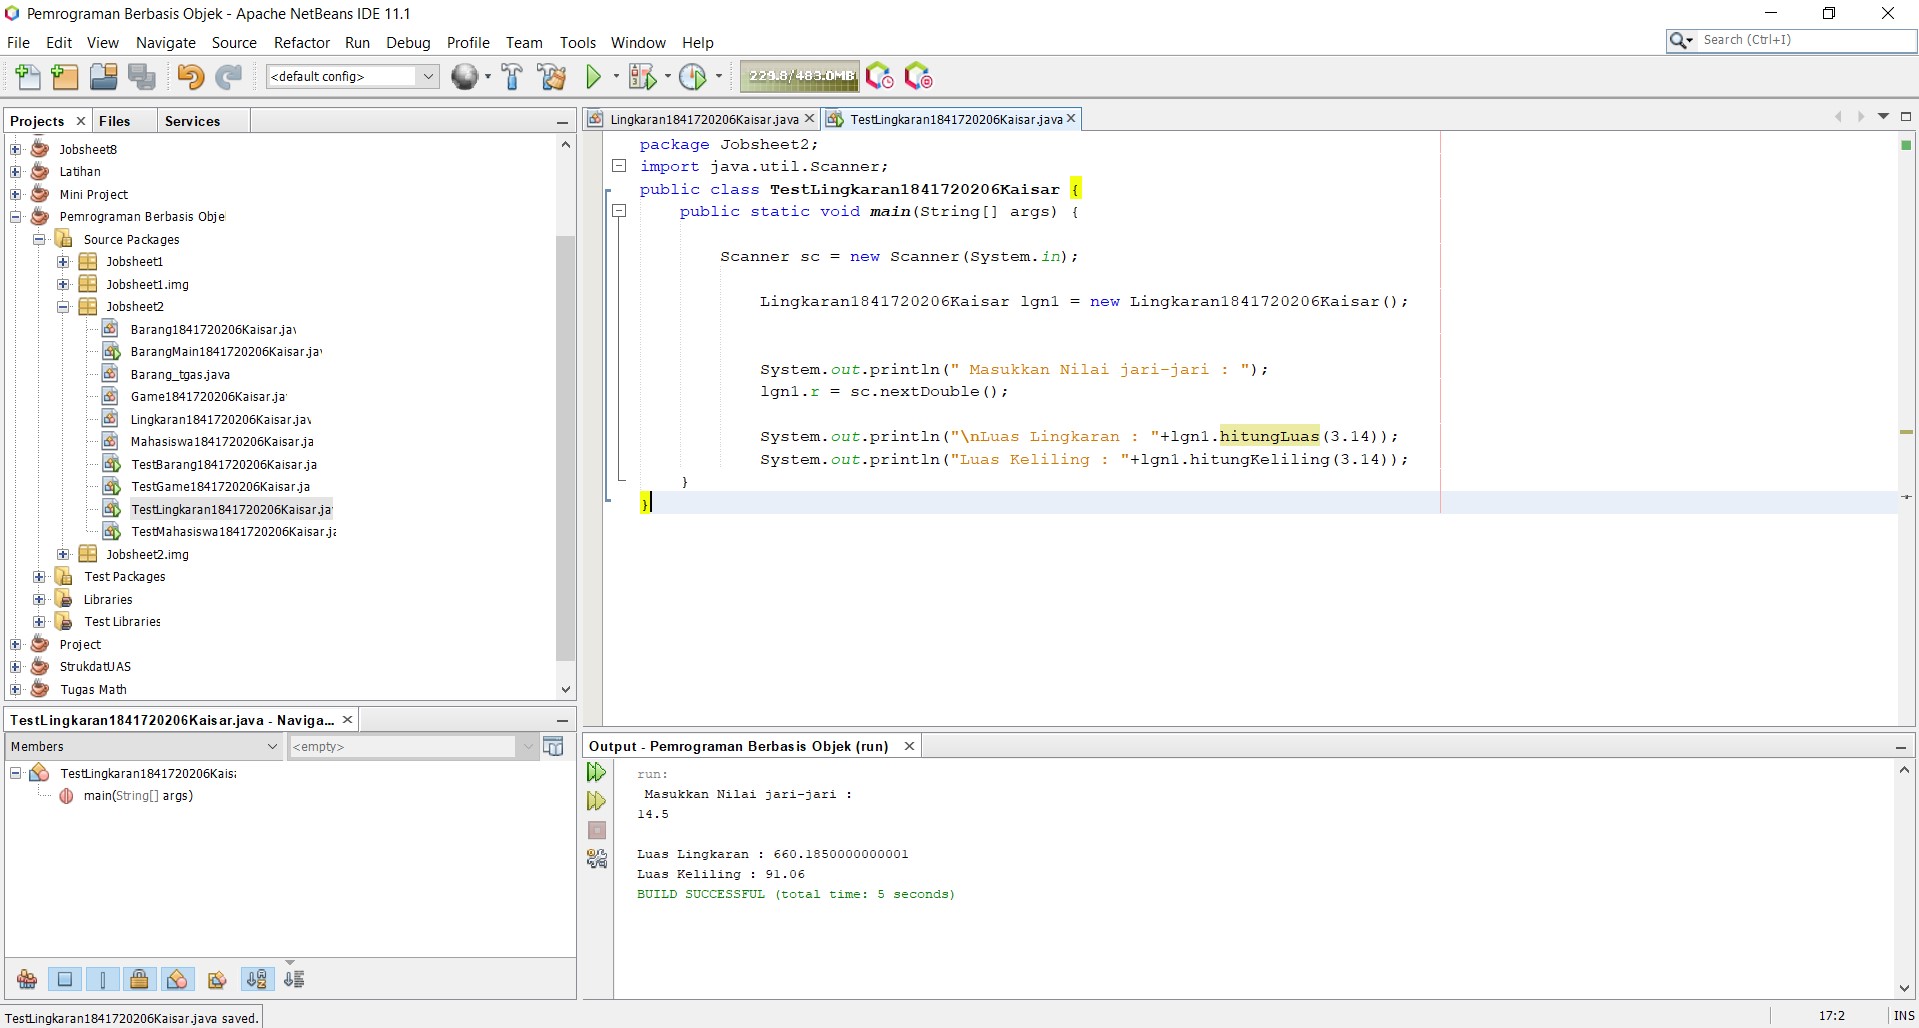 Pemrograman Berbasis Objek - Apache NetBeans IDE 11.1
File Edit View Navigate Source Refactor Run Debug Profile Team Tools Window Help
Search (Ctrl+I)
<default config>
229.8/483.0MB
Projects Files Services
Jobsheet8
Latihan
Mini Project
Pemrograman Berbasis Obje
Source Packages
Jobsheet1
Jobsheet1.img
Jobsheet2
Barang1841720206Kaisar.jav
BarangMain1841720206Kaisar.jav
Barang_tgas.java
Game1841720206Kaisar.ja
Lingkaran1841720206Kaisar.jav
Mahasiswa1841720206Kaisar.ja
TestBarang1841720206Kaisar.ja
TestGame1841720206Kaisar.ja
TestLingkaran1841720206Kaisar.ja
TestMahasiswa1841720206Kaisar.ja
Jobsheet2.img
Test Packages
Libraries
Test Libraries
Project
StrukdatUAS
Tugas Math
TestLingkaran1841720206Kaisar.java - Naviga...
Members
<empty>
TestLingkaran1841720206Kaisa
main(String[] args)
Lingkaran1841720206Kaisar.java TestLingkaran1841720206Kaisar.java
package Jobsheet2;
import java.util.Scanner;
public class TestLingkaran1841720206Kaisar {
public static void main(String[] args) {
Scanner sc = new Scanner(System.in);
Lingkaran1841720206Kaisar lgn1 = new Lingkaran1841720206Kaisar();
System.out.println(" Masukkan Nilai jari-jari : ");
lgn1.r = sc.nextDouble();
System.out.println("\nLuas Lingkaran : "+lgn1.hitungLuas(3.14));
System.out.println("Luas Keliling : "+lgn1.hitungKeliling(3.14));
}
}
Output - Pemrograman Berbasis Objek (run)
run:
Masukkan Nilai jari-jari :
14.5
Luas Lingkaran : 660.1850000000001
Luas Keliling : 91.06
BUILD SUCCESSFUL (total time: 5 seconds)
TestLingkaran1841720206Kaisar.java saved.
17:2 INS